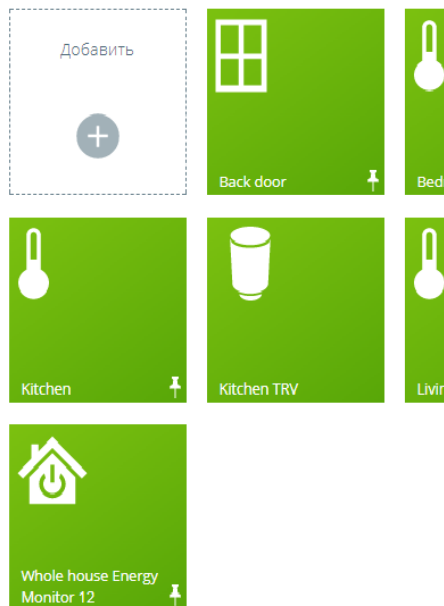 Добавить
Back door
Kitchen
Kitchen TRV
Whole house Energy
Monitor 12